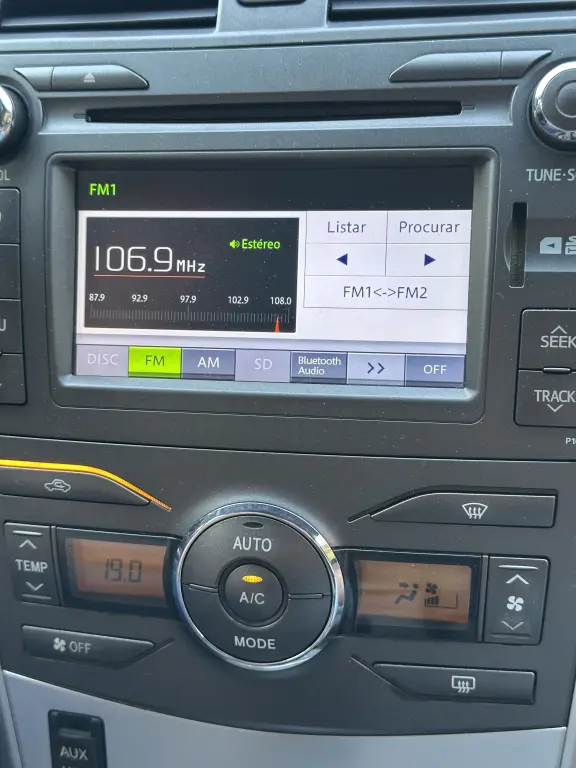 TUNE·S
FM1
Estéreo
106.9 MHz
87.9 92.9 97.9 102.9 108.0
Listar Procurar
FM1<->FM2
DISC FM AM SD Bluetooth Audio >> OFF
SEEK
TRACK
AUTO
TEMP
19.0
A/C
MODE
OFF
AUX